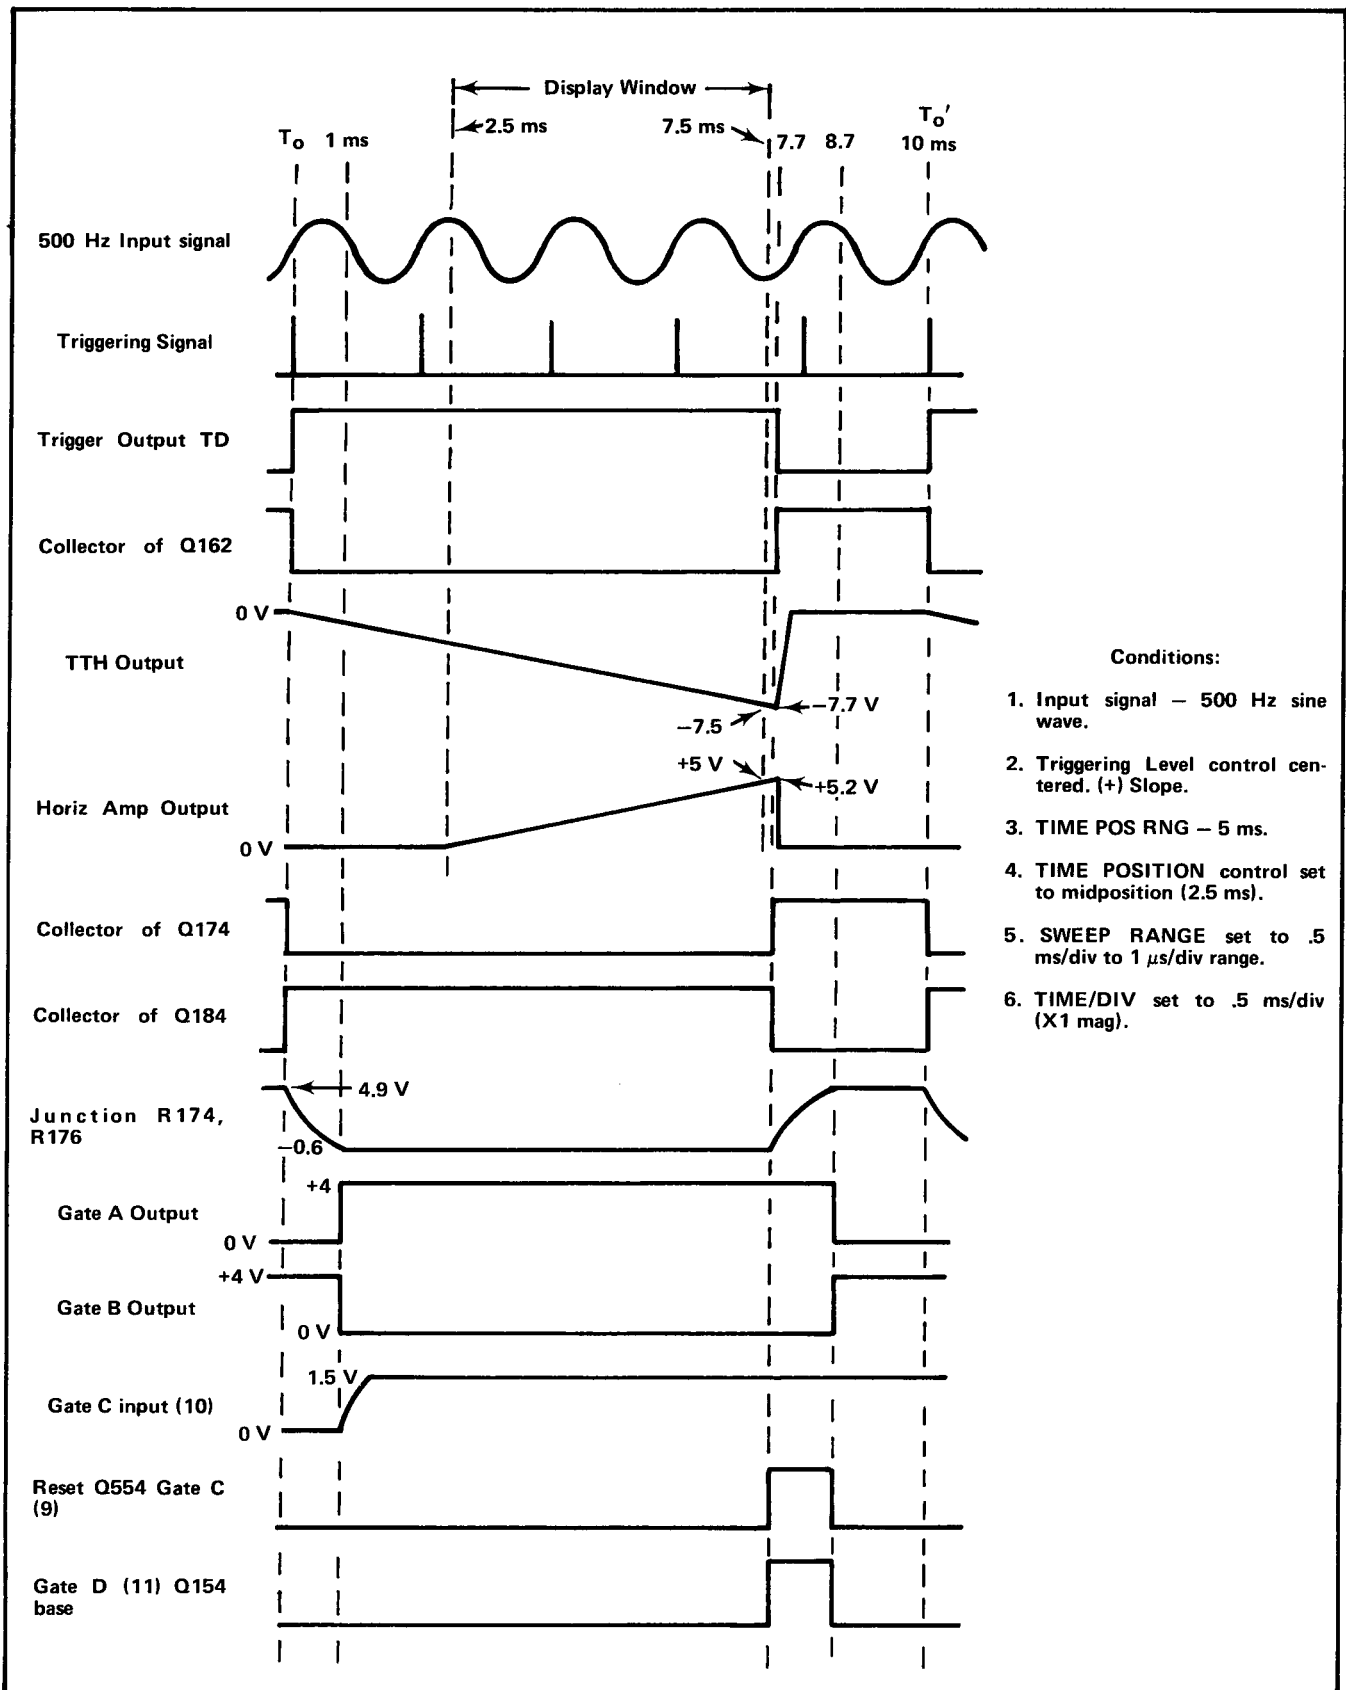 Display Window
2.5 ms
7.5 ms
To'
To
1 ms
7.7
8.7
10 ms
500 Hz Input signal
Triggering Signal
Trigger Output TD
Collector of Q162
0 V
TTH Output
−7.7 V
−7.5
+5 V
+5.2 V
Horiz Amp Output
0 V
Collector of Q174
Collector of Q184
4.9 V
Junction R174,
R176
−0.6
+4
Gate A Output
0 V
+4 V
Gate B Output
0 V
1.5 V
Gate C input (10)
0 V
Reset Q554 Gate C
(9)
Gate D (11) Q154
base
Conditions:
1. Input signal — 500 Hz sine
wave.
2. Triggering Level control cen-
tered. (+) Slope.
3. TIME POS RNG — 5 ms.
4. TIME POSITION control set
to midposition (2.5 ms).
5. SWEEP RANGE set to .5
ms/div to 1 μs/div range.
6. TIME/DIV set to .5 ms/div
(X1 mag).